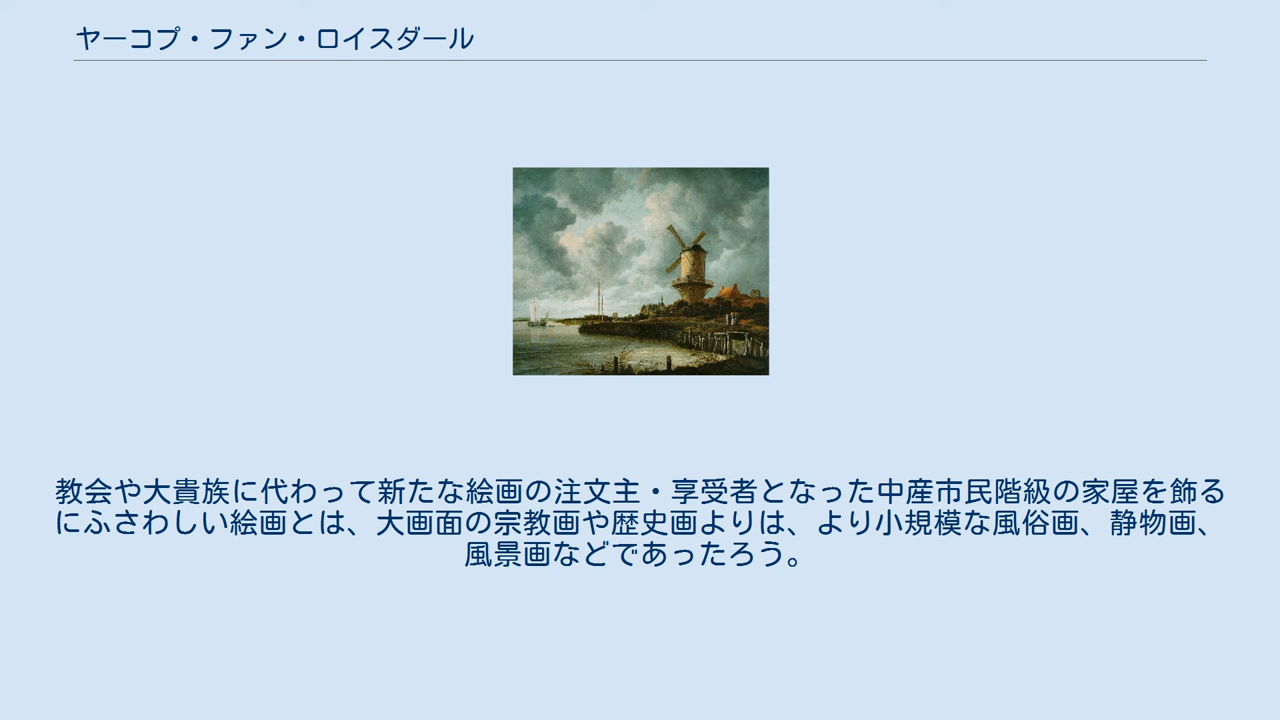 ヤーコプ・ファン・ロイスダール
教会や大貴族に代わって新たな絵画の注文主・享受者となった中産市民階級の家屋を飾る
にふさわしい絵画とは、大画面の宗教画や歴史画よりは、より小規模な風俗画、静物画、
風景画などであったろう。